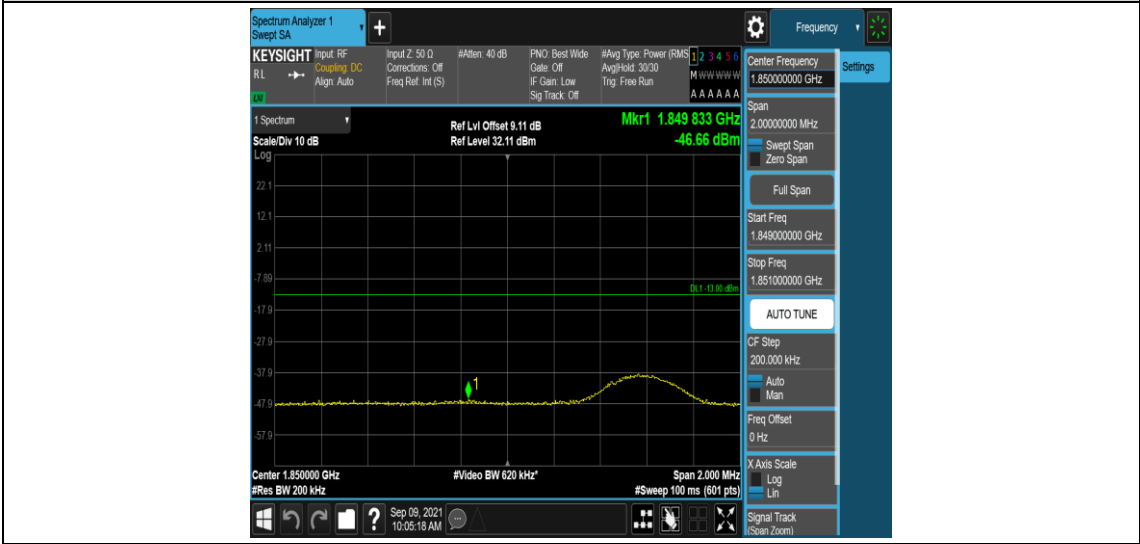 Spectrum Analyzer 1
Swept SA
+
Frequency
KEYSIGHT
RL
Input: RF
Coupling: DC
Align: Auto
Input Z: 50 Ω
Corrections: Off
Freq Ref: Int (S)
#Atten: 40 dB
PNO: Best Wide
Gate: Off
IF Gain: Low
Sig Track: Off
#Avg Type: Power (RMS
Avg|Hold: 30/30
Trig: Free Run
1 2 3 4 5 6
M W W W W W
A A A A A A
1 Spectrum
Scale/Div 10 dB
Log
Ref Lvl Offset 9.11 dB
Ref Level 32.11 dBm
Mkr1 1.849 833 GHz
-46.66 dBm
22.1
12.1
2.11
-7.89
DL1 -13.00 dBm
-17.9
-27.9
-37.9
1
-47.9
-57.9
Center 1.850000 GHz
#Res BW 200 kHz
#Video BW 620 kHz*
Span 2.000 MHz
#Sweep 100 ms (601 pts)
Center Frequency
1.850000000 GHz
Settings
Span
2.00000000 MHz
Swept Span
Zero Span
Full Span
Start Freq
1.849000000 GHz
Stop Freq
1.851000000 GHz
AUTO TUNE
CF Step
200.000 kHz
Auto
Man
Freq Offset
0 Hz
X Axis Scale
Log
Lin
Signal Track
(Span Zoom)
?
Sep 09, 2021
10:05:18 AM